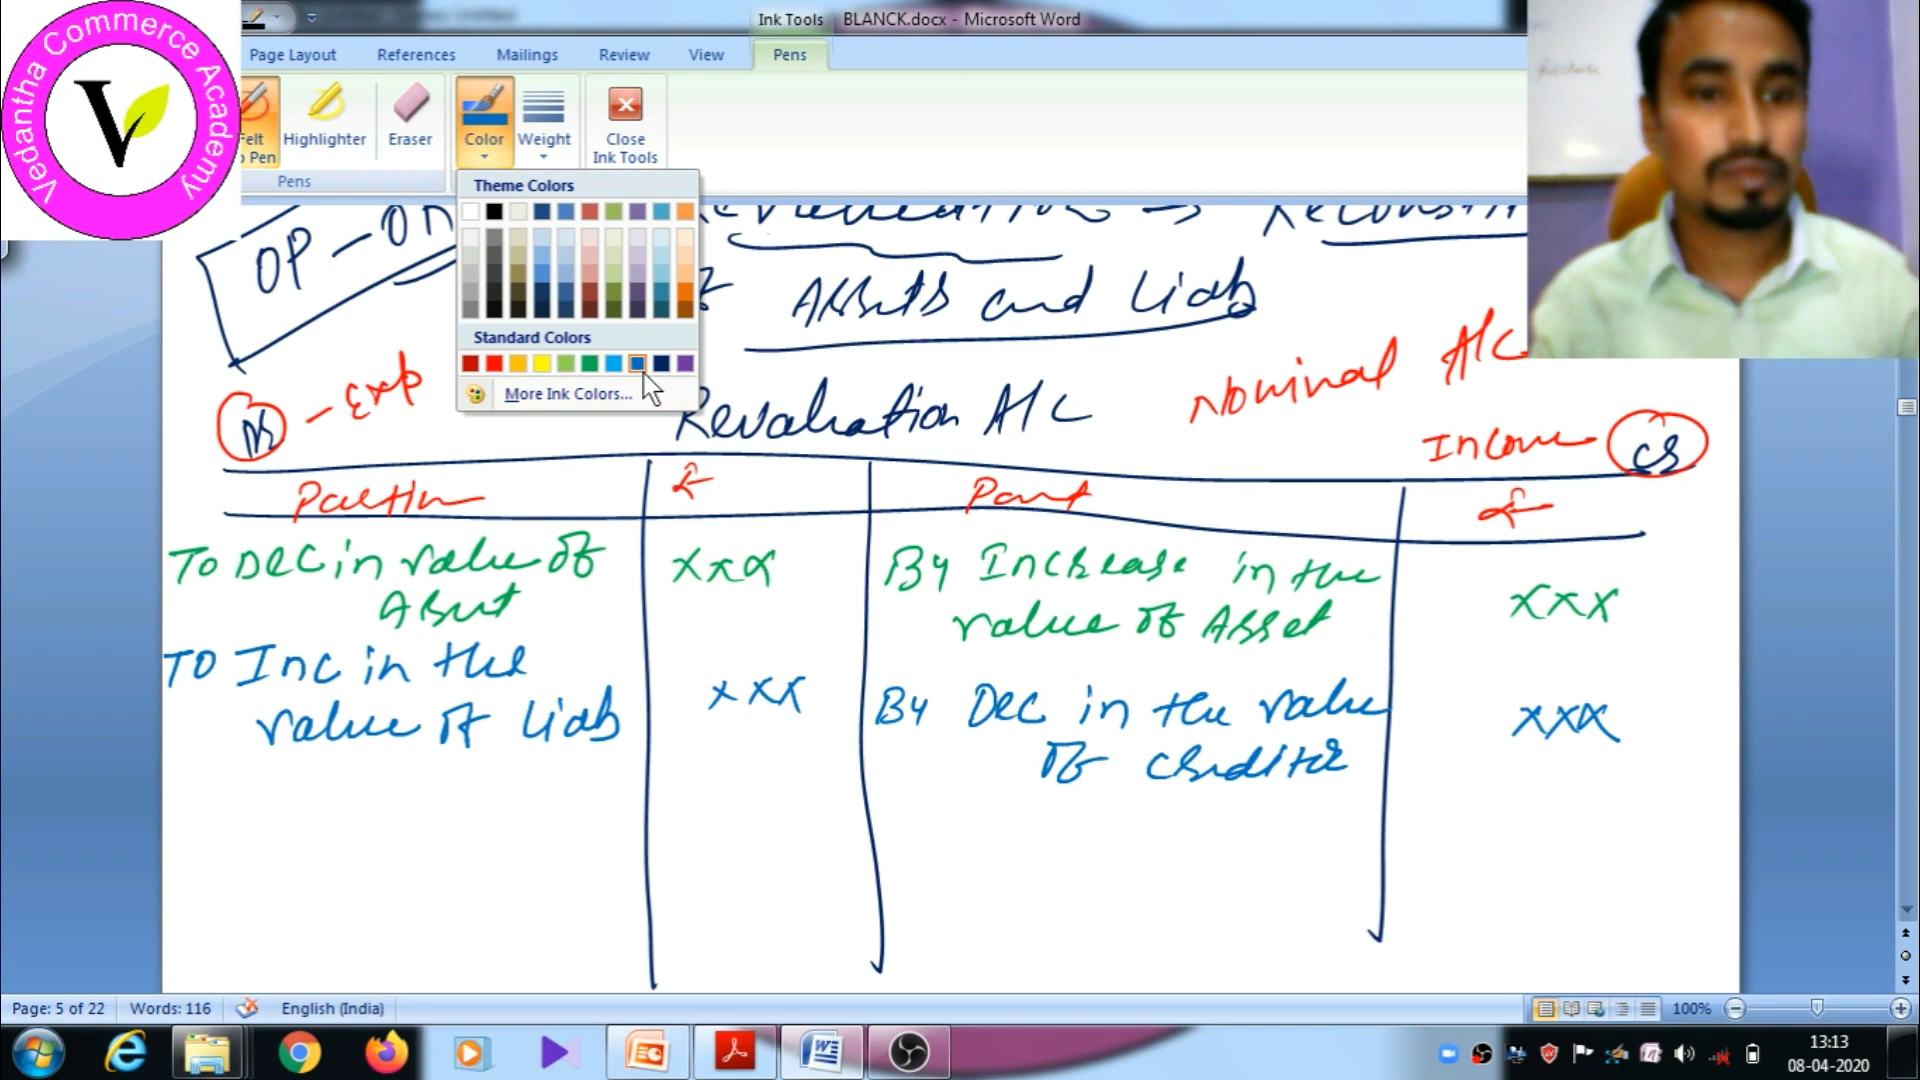 Vedantha Commerce Academy
V
Ink Tools BLANCK.docx - Microsoft Word
Page Layout References Mailings Review View Pens
Felt Pen Highlighter Eraser Color Weight Close Ink Tools
Pens
Theme Colors
Standard Colors
More Ink Colors...
OP - on
Assets and Liab
Dr - Exp Revaluation A/c Nominal A/c
Income Cr
To Dec in value of xxx By Increase in the
value of Asset xxx
To Inc in the
value of Liab xxx By Dec in the value xxx
of creditor
Page: 5 of 22 Words: 116 English (India) 100%
13:13
08-04-2020